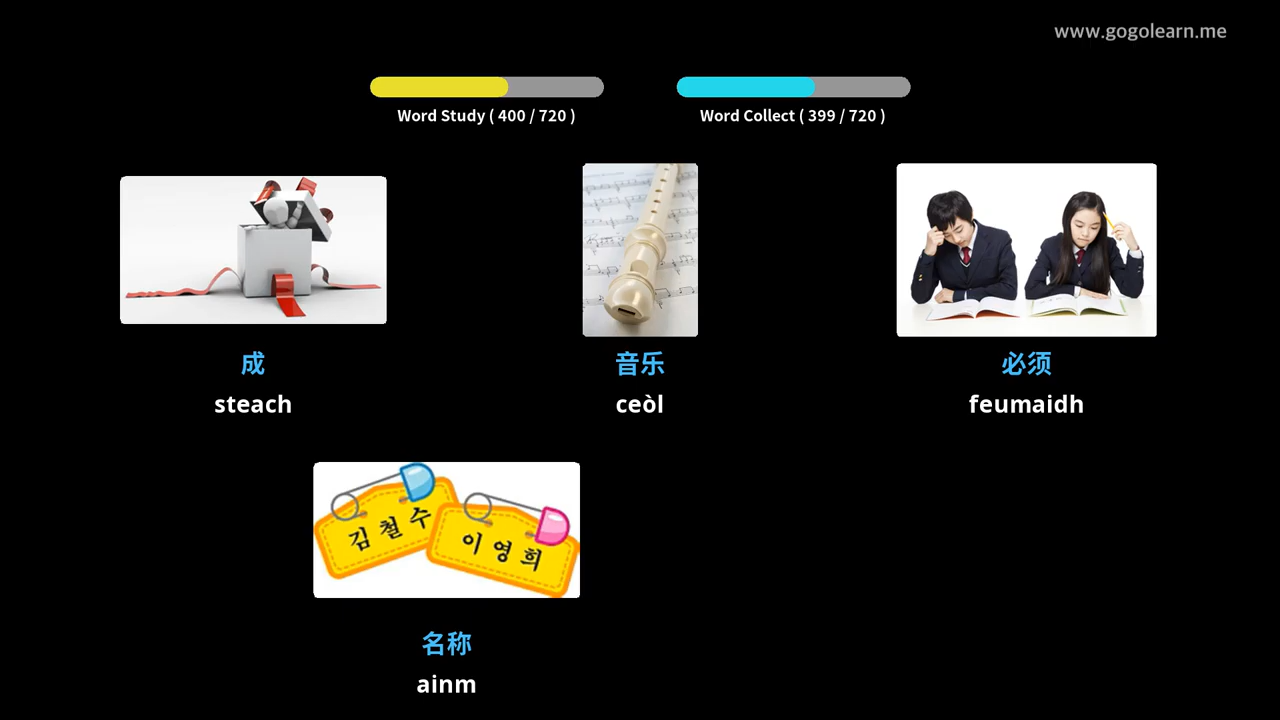 www.gogolearn.me
Word Study ( 400 / 720 )
Word Collect ( 399 / 720 )
成
steach
音乐
ceòl
必须
feumaidh
김철수
이영희
名称
ainm